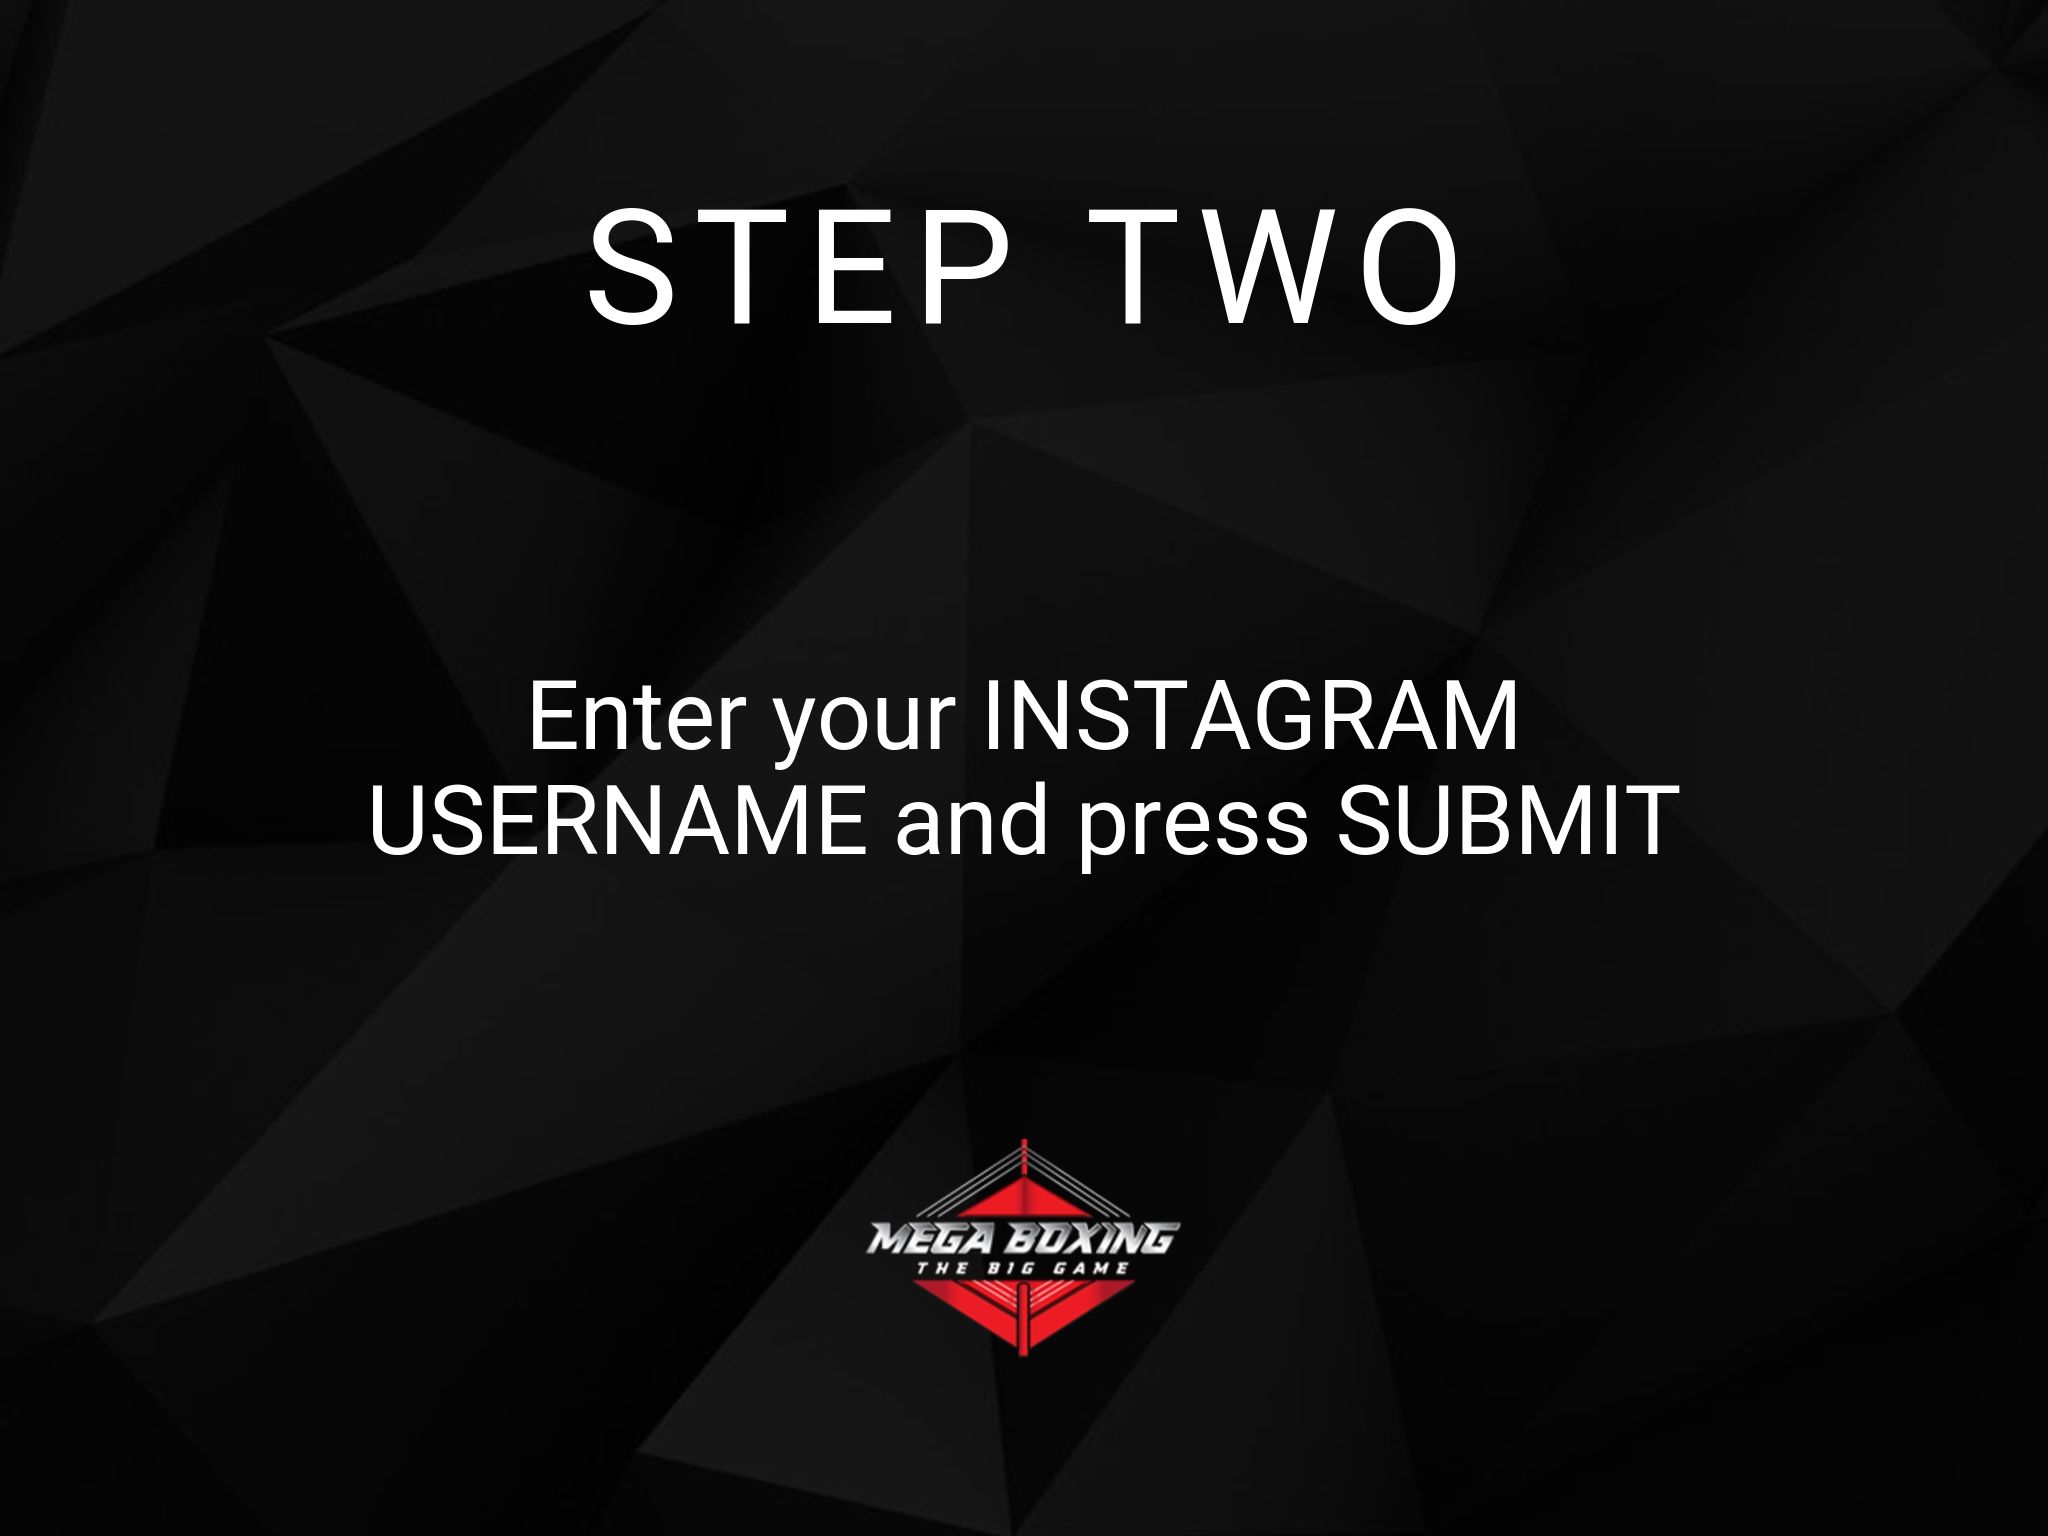 STEP TWO
Enter your INSTAGRAM
USERNAME and press SUBMIT
MEGA BOXING
THE BIG GAME